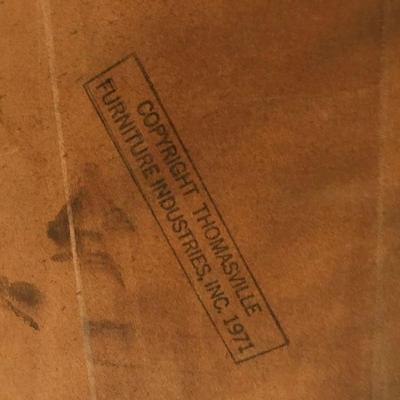 COPYRIGHT THOMASVILLE
FURNITURE INDUSTRIES, INC. 1971